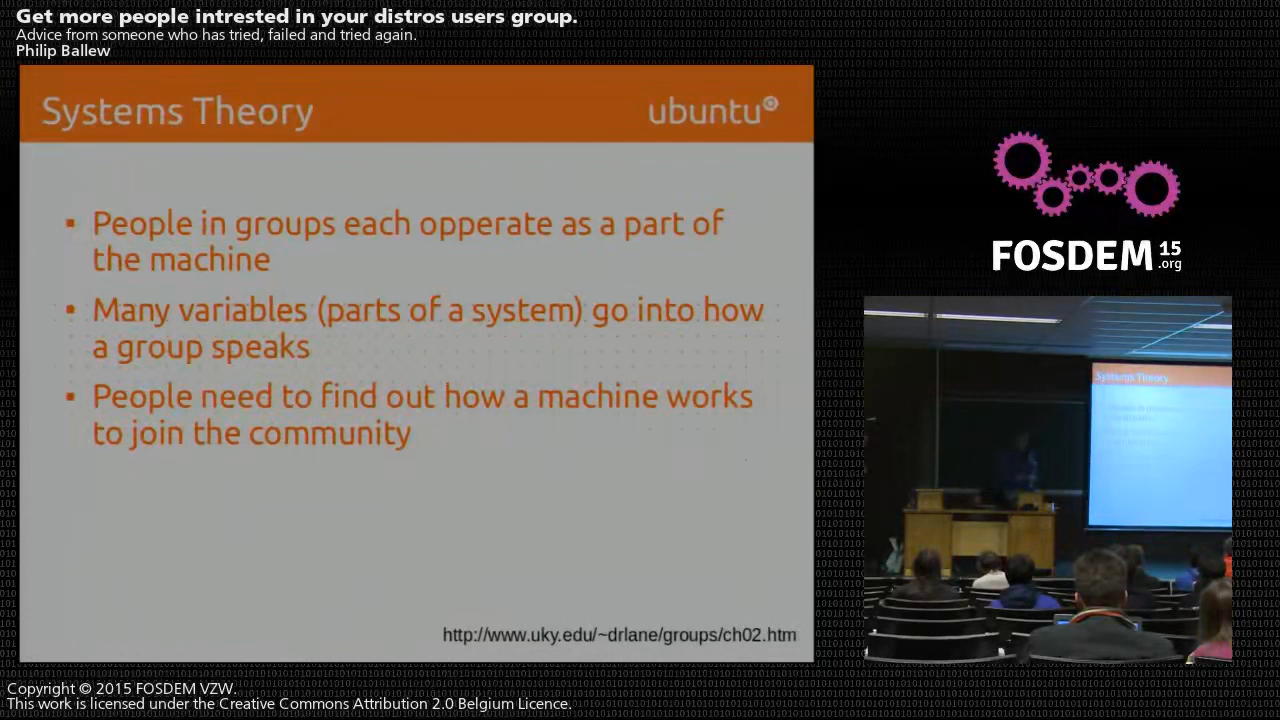 Get more people intrested in your distros users group.
Advice from someone who has tried, failed and tried again.
Philip Ballew
Systems Theory
ubuntu®
▪ People in groups each opperate as a part of
the machine
▪ Many variables (parts of a system) go into how
a group speaks
▪ People need to find out how a machine works
to join the community
http://www.uky.edu/~drlane/groups/ch02.htm
FOSDEM 15
.org
Systems Theory
Copyright © 2015 FOSDEM VZW.
This work is licensed under the Creative Commons Attribution 2.0 Belgium Licence.